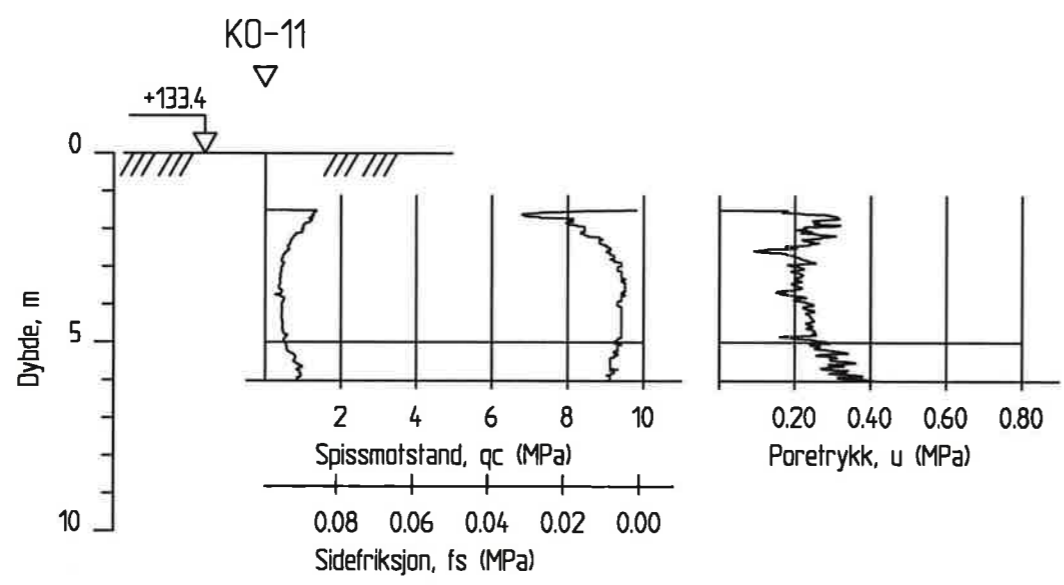 KO-11
+133.4
0
5
10
Dybde, m
2 4 6 8 10
Spissmotstand, qc (MPa)
0.08 0.06 0.04 0.02 0.00
Sidefriksjon, fs (MPa)
0.20 0.40 0.60 0.80
Poretrykk, u (MPa)